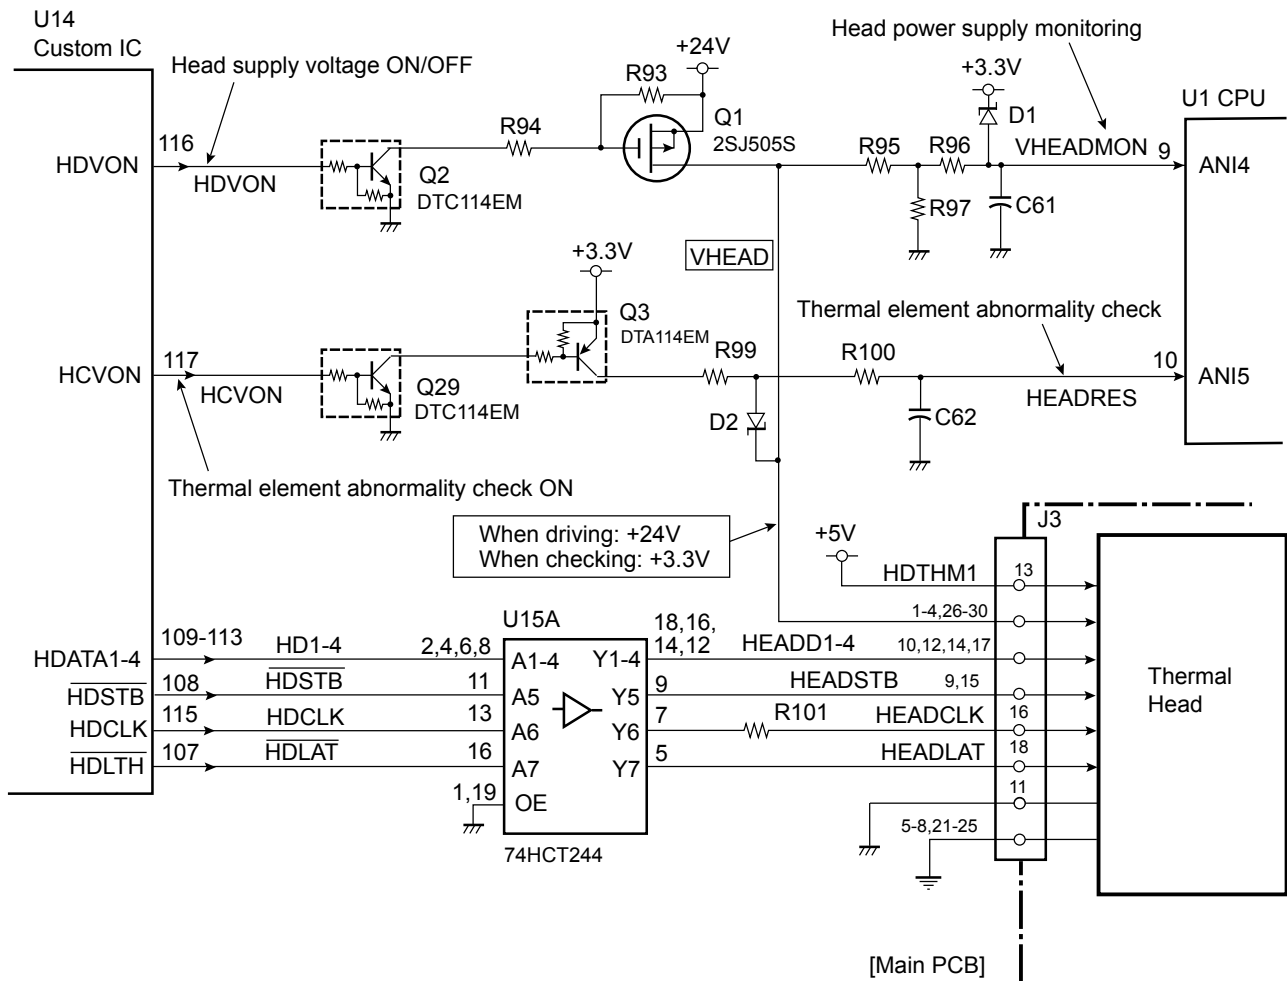 U14
Custom IC
Head supply voltage ON/OFF
Head power supply monitoring
+24V
+3.3V
R93
Q1
2SJ505S
D1
U1 CPU
116
R94
R95
R96
VHEADMON
9
HDVON
HDVON
Q2
DTC114EM
R97
C61
ANI4
VHEAD
+3.3V
Q3
DTA114EM
Thermal element abnormality check
117
R99
R100
10
HCVON
HCVON
Q29
DTC114EM
D2
C62
HEADRES
ANI5
Thermal element abnormality check ON
When driving: +24V
When checking: +3.3V
+5V
J3
HDTHM1
13
1-4,26-30
U15A
109-113
HD1-4
2,4,6,8
18,16,
14,12
HEADD1-4
10,12,14,17
HDATA1-4
A1-4
Y1-4
108
HDSTB
11
9
HEADSTB
9,15
HDSTB
A5
Y5
115
HDCLK
13
7
R101
HEADCLK
16
HDCLK
A6
Y6
107
HDLAT
16
5
HEADLAT
18
HDLTH
A7
Y7
Thermal
Head
1,19
OE
11
5-8,21-25
74HCT244
[Main PCB]